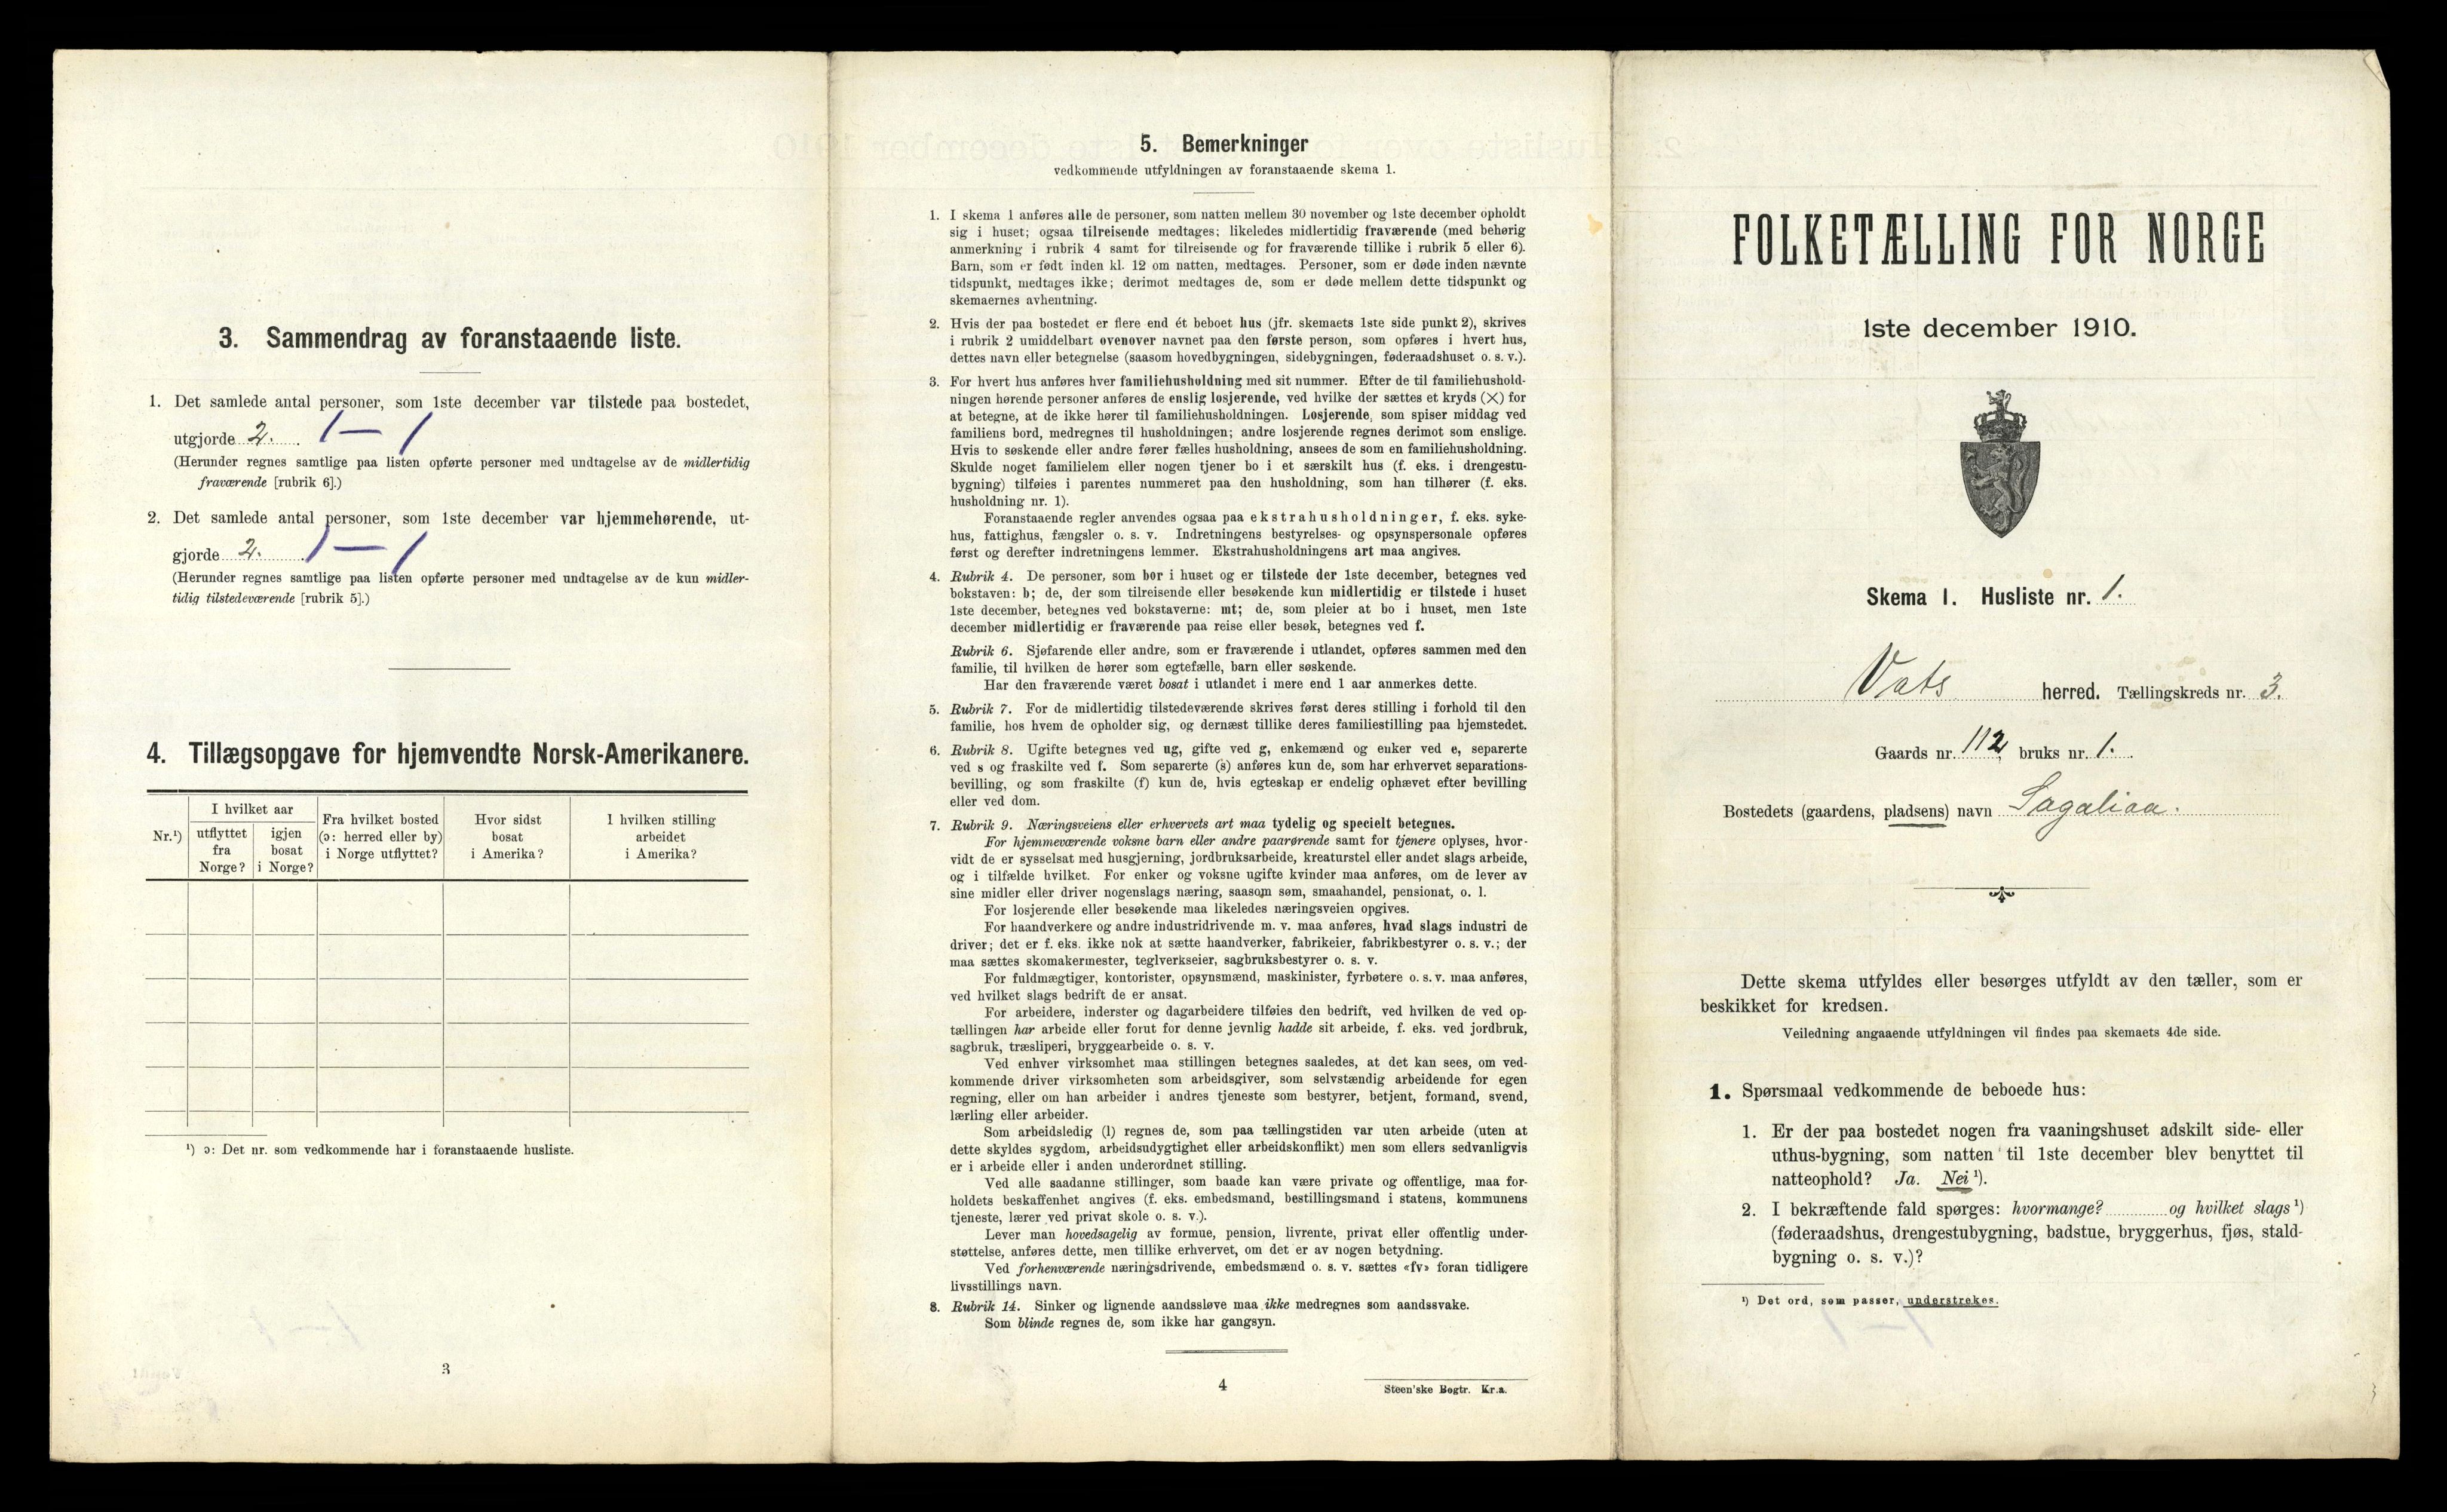 3. Sammendrag av foranstaaende liste.
1. Det samlede antal personer, som 1ste december var tilstede paa bostedet,
utgjorde 2. 1 — 1
(Herunder regnes samtlige paa listen opførte personer med undtagelse av de midlertidig
fraværende [rubrik 6].)
2. Det samlede antal personer, som 1ste december var hjemmehørende, ut-
gjorde 2. 1 — 1
(Herunder regnes samtlige paa listen opførte personer med undtagelse av de kun midler-
tidig tilstedeværende [rubrik 5].)
4. Tillægsopgave for hjemvendte Norsk-Amerikanere.
Nr.¹)
I hvilket aar
utflyttet
fra
Norge?
igjen
bosat
i Norge?
Fra hvilket bosted
(ɔ: herred eller by)
i Norge utflyttet?
Hvor sidst
bosat
i Amerika?
I hvilken stilling
arbeidet
i Amerika?
¹) ɔ: Det nr. som vedkommende har i foranstaaende husliste.
3
5. Bemerkninger
vedkommende utfyldningen av foranstaaende skema 1.
1. I skema 1 anføres alle de personer, som natten mellem 30 november og 1ste december opholdt
sig i huset; ogsaa tilreisende medtages; likeledes midlertidig fraværende (med behørig
anmerkning i rubrik 4 samt for tilreisende og for fraværende tillike i rubrik 5 eller 6).
Barn, som er født inden kl. 12 om natten, medtages. Personer, som er døde inden nævnte
tidspunkt, medtages ikke; derimot medtages de, som er døde mellem dette tidspunkt og
skemaernes avhentning.
2. Hvis der paa bostedet er flere end ét beboet hus (jfr. skemaets 1ste side punkt 2), skrives
i rubrik 2 umiddelbart ovenover navnet paa den første person, som opføres i hvert hus,
dettes navn eller betegnelse (saasom hovedbygningen, sidebygningen, føderaadshuset o. s. v.).
3. For hvert hus anføres hver familiehusholdning med sit nummer. Efter de til familiehushold-
ningen hørende personer anføres de enslig losjerende, ved hvilke der sættes et kryds (×) for
at betegne, at de ikke hører til familiehusholdningen. Losjerende, som spiser middag ved
familiens bord, medregnes til husholdningen; andre losjerende regnes derimot som enslige.
Hvis to søskende eller andre fører fælles husholdning, ansees de som en familiehusholdning.
Skulde noget familielem eller nogen tjener bo i et særskilt hus (f. eks. i drengestu-
bygning) tilføies i parentes nummeret paa den husholdning, som han tilhører (f. eks.
husholdning nr. 1).
Foranstaaende regler anvendes ogsaa paa ekstrahusholdninger, f. eks. syke-
hus, fattighus, fængsler o. s. v. Indretningens bestyrelses- og opsynspersonale opføres
først og derefter indretningens lemmer. Ekstrahusholdningens art maa angives.
4. Rubrik 4. De personer, som bor i huset og er tilstede der 1ste december, betegnes ved
bokstaven: b; de, der som tilreisende eller besøkende kun midlertidig er tilstede i huset
1ste december, betegnes ved bokstaverne: mt; de, som pleier at bo i huset, men 1ste
december midlertidig er fraværende paa reise eller besøk, betegnes ved f.
Rubrik 6. Sjøfarende eller andre, som er fraværende i utlandet, opføres sammen med den
familie, til hvilken de hører som egtefælle, barn eller søskende.
Har den fraværende været bosat i utlandet i mere end 1 aar anmerkes dette.
5. Rubrik 7. For de midlertidig tilstedeværende skrives først deres stilling i forhold til den
familie, hos hvem de opholder sig, og dernæst tillike deres familiestilling paa hjemstedet.
6. Rubrik 8. Ugifte betegnes ved ug, gifte ved g, enkemænd og enker ved e, separerte
ved s og fraskilte ved f. Som separerte (s) anføres kun de, som har erhvervet separations-
bevilling, og som fraskilte (f) kun de, hvis egteskap er endelig ophævet efter bevilling
eller ved dom.
7. Rubrik 9. Næringsveiens eller erhvervets art maa tydelig og specielt betegnes.
For hjemmeværende voksne barn eller andre paarørende samt for tjenere oplyses, hvor-
vidt de er sysselsat med husgjerning, jordbruksarbeide, kreaturstel eller andet slags arbeide,
og i tilfælde hvilket. For enker og voksne ugifte kvinder maa anføres, om de lever av
sine midler eller driver nogenslags næring, saasom søm, smaahandel, pensionat, o. l.
For losjerende eller besøkende maa likeledes næringsveien opgives.
For haandverkere og andre industridrivende m. v. maa anføres, hvad slags industri de
driver; det er f. eks. ikke nok at sætte haandverker, fabrikeier, fabrikbestyrer o. s. v.; der
maa sættes skomakermester, teglverkseier, sagbruksbestyrer o. s. v.
For fuldmægtiger, kontorister, opsynsmænd, maskinister, fyrbøtere o. s. v. maa anføres,
ved hvilket slags bedrift de er ansat.
For arbeidere, inderster og dagarbeidere tilføies den bedrift, ved hvilken de ved op-
tællingen har arbeide eller forut for denne jevnlig hadde sit arbeide, f. eks. ved jordbruk,
sagbruk, træsliperi, bryggearbeide o. s. v.
Ved enhver virksomhet maa stillingen betegnes saaledes, at det kan sees, om ved-
kommende driver virksomheten som arbeidsgiver, som selvstændig arbeidende for egen
regning, eller om han arbeider i andres tjeneste som bestyrer, betjent, formand, svend,
lærling eller arbeider.
Som arbeidsledig (l) regnes de, som paa tællingstiden var uten arbeide (uten at
dette skyldes sygdom, arbeidsudygtighet eller arbeidskonflikt) men som ellers sedvanligvis
er i arbeide eller i anden underordnet stilling.
Ved alle saadanne stillinger, som baade kan være private og offentlige, maa for-
holdets beskaffenhet angives (f. eks. embedsmand, bestillingsmand i statens, kommunens
tjeneste, lærer ved privat skole o. s. v.).
Lever man hovedsagelig av formue, pension, livrente, privat eller offentlig under-
støttelse, anføres dette, men tillike erhvervet, om det er av nogen betydning.
Ved forhenværende næringsdrivende, embedsmænd o. s. v. sættes «fv» foran tidligere
livsstillings navn.
8. Rubrik 14. Sinker og lignende aandssløve maa ikke medregnes som aandssvake.
Som blinde regnes de, som ikke har gangsyn.
4
Steen'ske Bogtr. Kr.a.
FOLKETÆLLING FOR NORGE
1ste december 1910.
Skema 1. Husliste nr. 1.
Vats herred. Tællingskreds nr. 3.
Gaards nr. 112, bruks nr. 1.
Bostedets (gaardens, pladsens) navn Sagaliaa.
Dette skema utfyldes eller besørges utfyldt av den tæller, som er
beskikket for kredsen.
Veiledning angaaende utfyldningen vil findes paa skemaets 4de side.
1. Spørsmaal vedkommende de beboede hus:
1. Er der paa bostedet nogen fra vaaningshuset adskilt side- eller
uthus-bygning, som natten til 1ste december blev benyttet til
natteophold? Ja. Nei ¹).
2. I bekræftende fald spørges: hvormange? og hvilket slags ¹)
(føderaadshus, drengestubygning, badstue, bryggerhus, fjøs, stald-
bygning o. s. v.)?
¹) Det ord, som passer, understrekes.